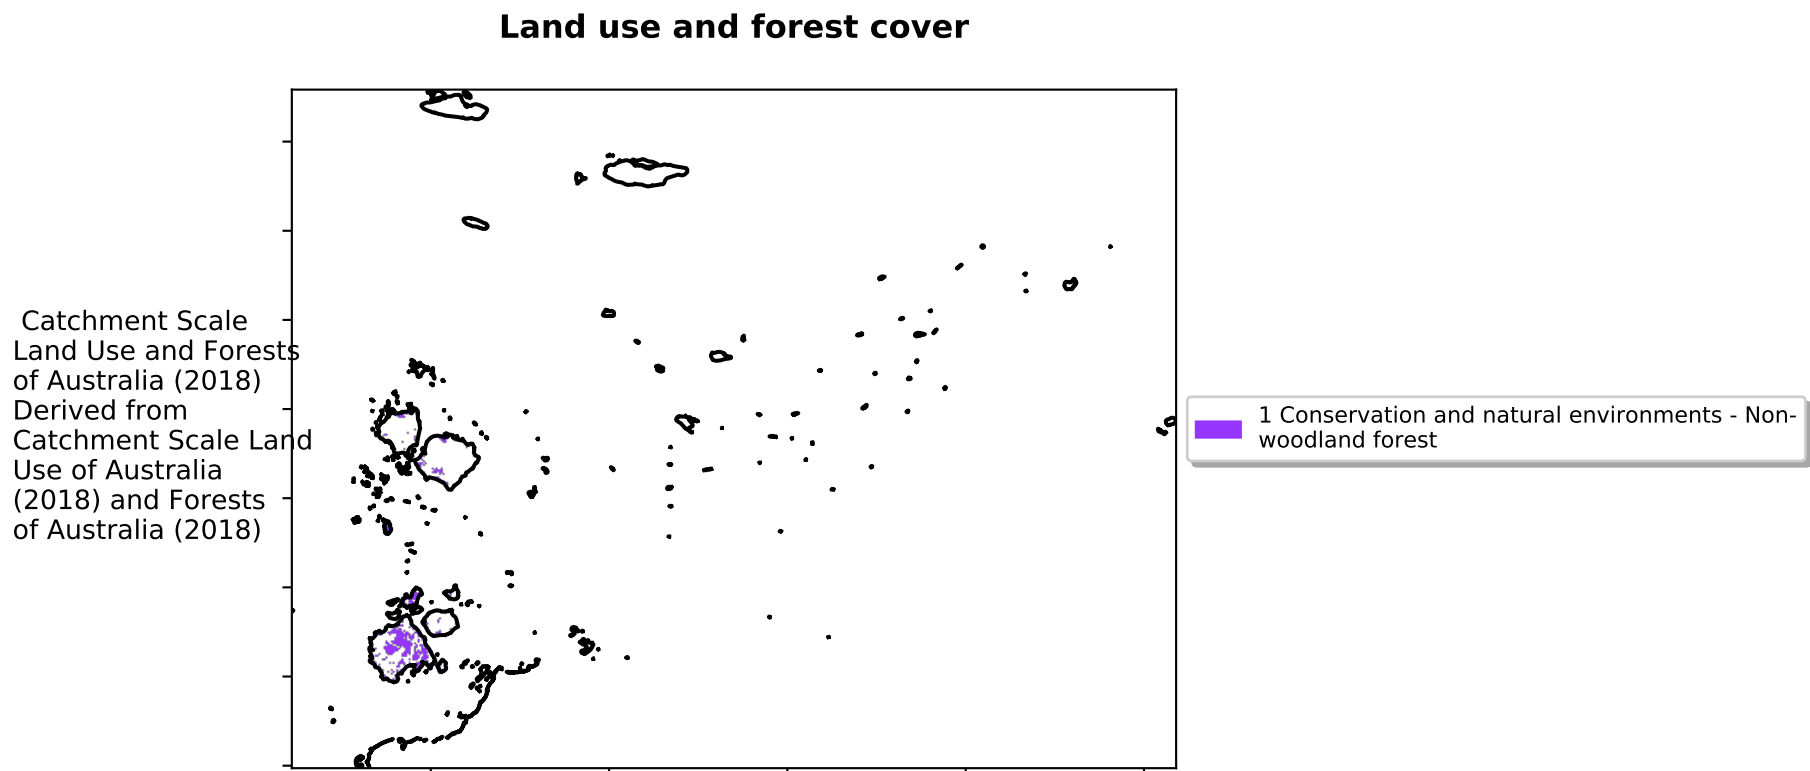 Land use and forest cover
Catchment Scale
Land Use and Forests
of Australia (2018)
Derived from
Catchment Scale Land
Use of Australia
(2018) and Forests
of Australia (2018)
1 Conservation and natural environments - Non-
woodland forest